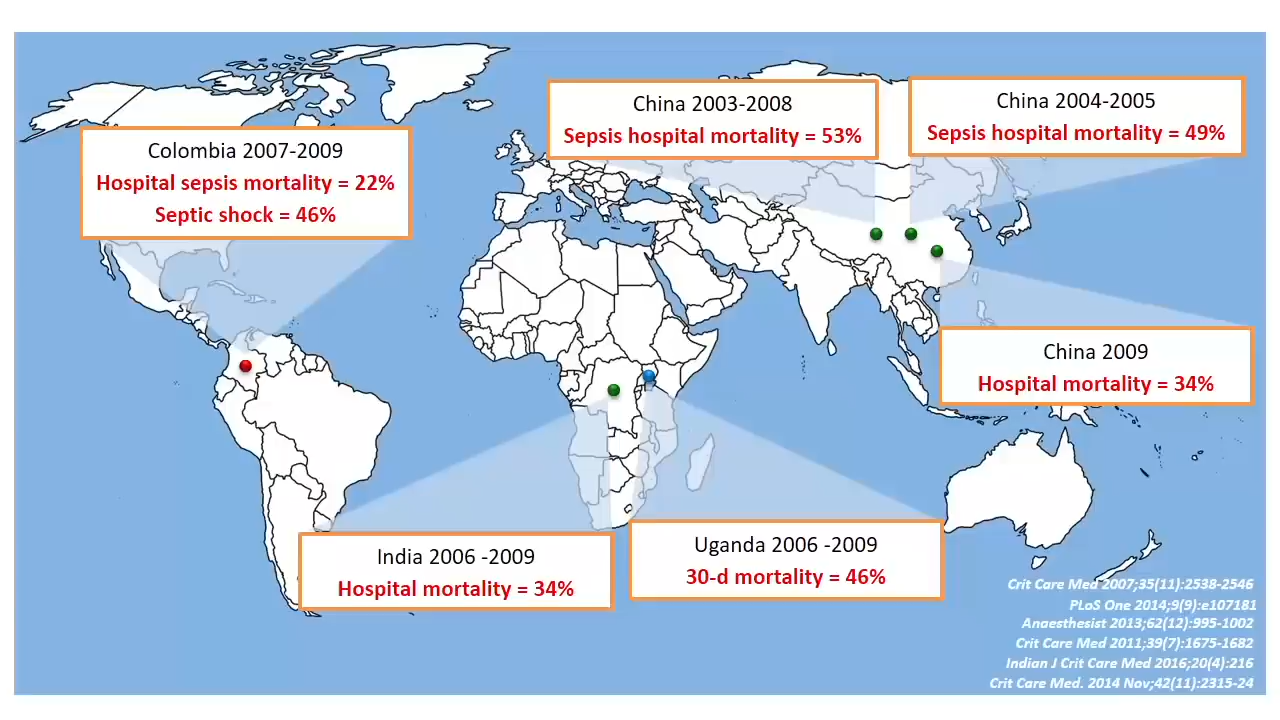 China 2003-2008
Sepsis hospital mortality = 53%
China 2004-2005
Sepsis hospital mortality = 49%
Colombia 2007-2009
Hospital sepsis mortality = 22%
Septic shock = 46%
China 2009
Hospital mortality = 34%
India 2006 -2009
Hospital mortality = 34%
Uganda 2006 -2009
30-d mortality = 46%
Crit Care Med 2007;35(11):2538-2546
PLoS One 2014;9(9):e107181
Anaesthesist 2013;62(12):995-1002
Crit Care Med 2011;39(7):1675-1682
Indian J Crit Care Med 2016;20(4):216
Crit Care Med. 2014 Nov;42(11):2315-24